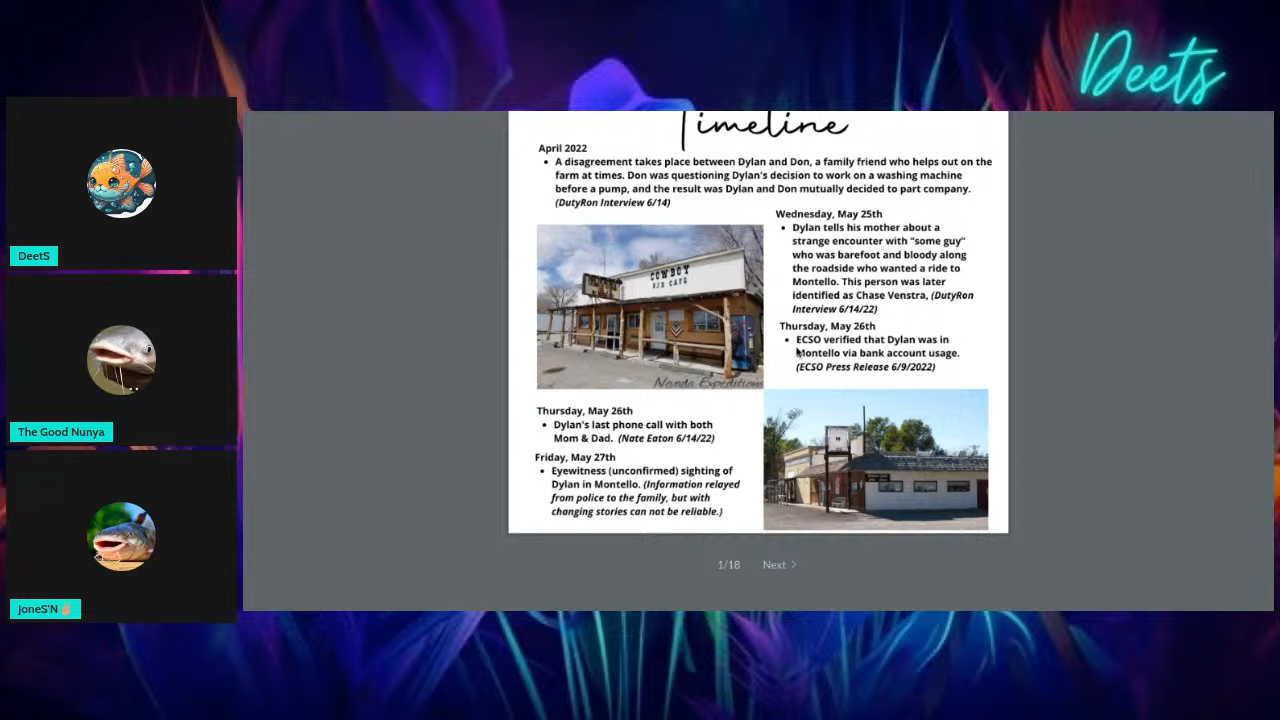 Deets
Timeline
April 2022
• A disagreement takes place between Dylan and Don, a family friend who helps out on the
farm at times. Don was questioning Dylan's decision to work on a washing machine
before a pump, and the result was Dylan and Don mutually decided to part company.
(DutyRon Interview 6/14)
Wednesday, May 25th
• Dylan tells his mother about a
strange encounter with "some guy"
who was barefoot and bloody along
the roadside who wanted a ride to
Montello. This person was later
identified as Chase Venstra, (DutyRon
Interview 6/14/22)
COWBOY
BAR CAFE
Nevada Expeditions
Thursday, May 26th
• ECSO verified that Dylan was in
Montello via bank account usage.
(ECSO Press Release 6/9/2022)
Thursday, May 26th
• Dylan's last phone call with both
Mom & Dad. (Nate Eaton 6/14/22)
Friday, May 27th
• Eyewitness (unconfirmed) sighting of
Dylan in Montello. (Information relayed
from police to the family, but with
changing stories can not be reliable.)
1/18 Next >
DeetS
The Good Nunya
JoneS'N ✌🏼